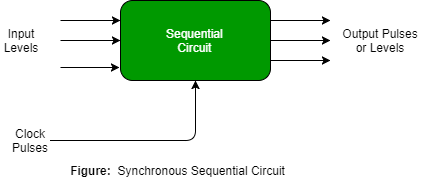 Input
Levels
Sequential
Circuit
Output Pulses
or Levels
Clock
Pulses
Figure: Synchronous Sequential Circuit